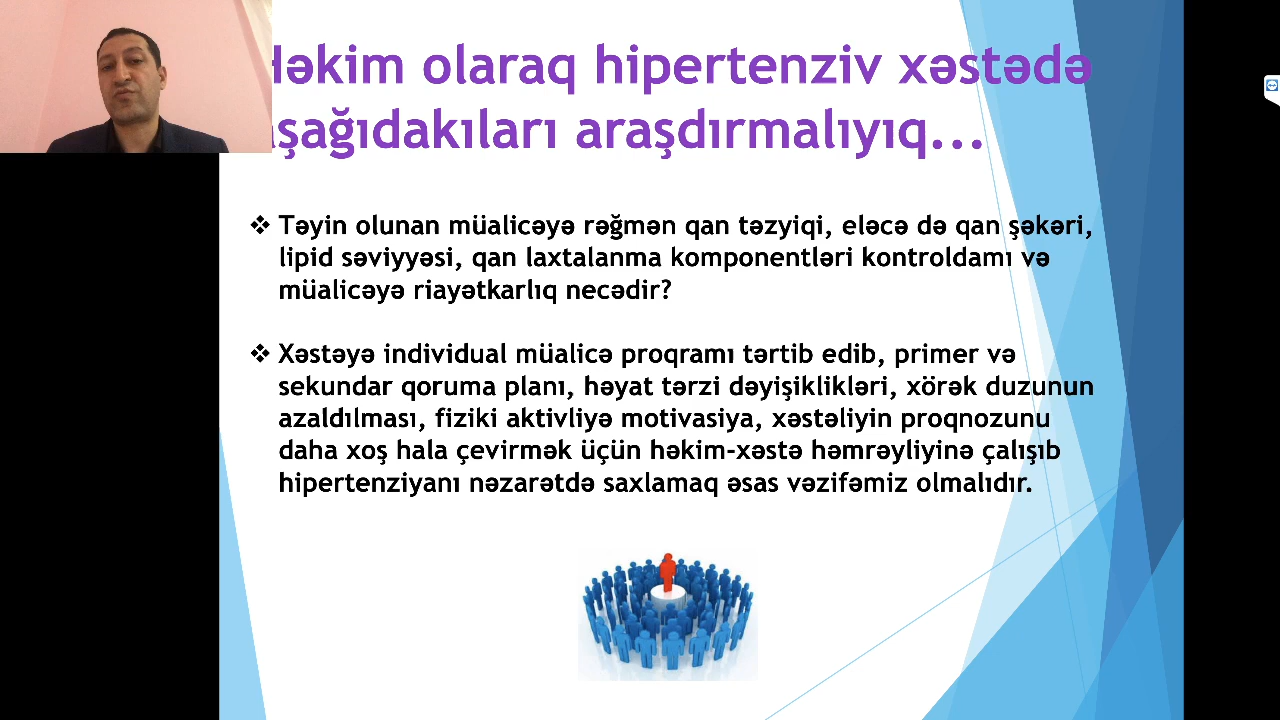 Həkim olaraq hipertenziv xəstədə
aşağıdakıları araşdırmalıyıq...
❖ Təyin olunan müalicəyə rəğmən qan təzyiqi, eləcə də qan şəkəri,
lipid səviyyəsi, qan laxtalanma komponentləri kontroldamı və
müalicəyə riayətkarlıq necədir?
❖ Xəstəyə individual müalicə proqramı tərtib edib, primer və
sekundar qoruma planı, həyat tərzi dəyişiklikləri, xörək duzunun
azaldılması, fiziki aktivliyə motivasiya, xəstəliyin proqnozunu
daha xoş hala çevirmək üçün həkim-xəstə həmrəyliyinə çalışıb
hipertenziyanı nəzarətdə saxlamaq əsas vəzifəmiz olmalıdır.